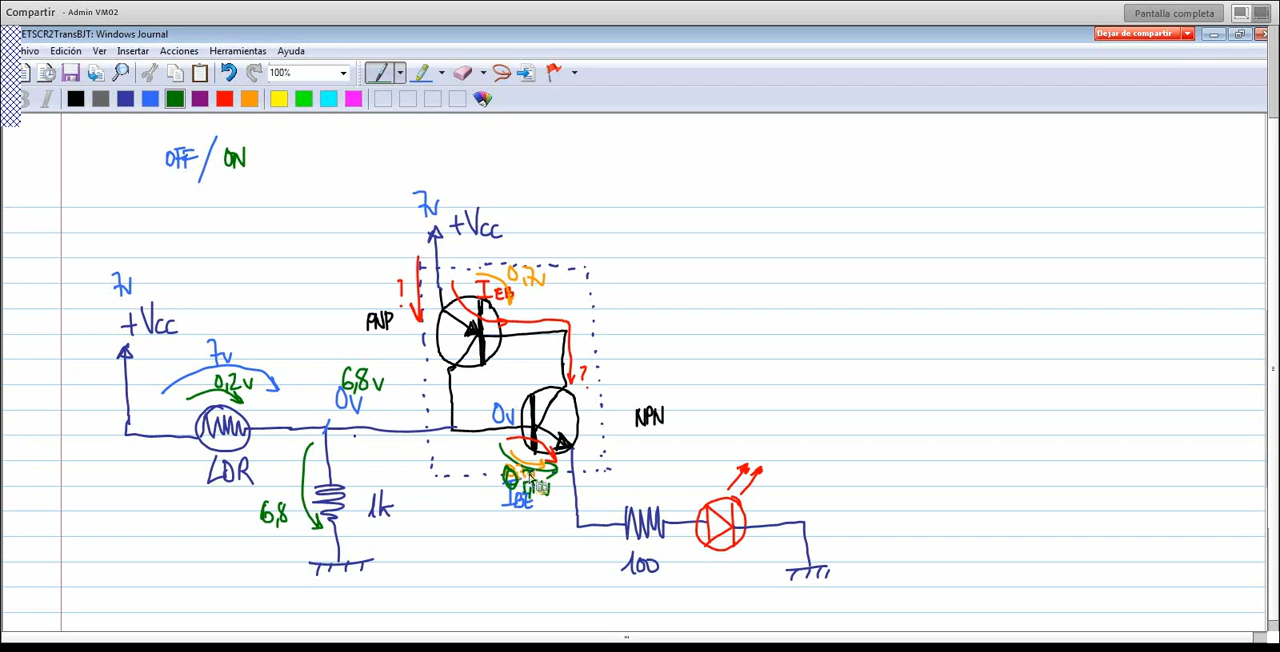 Compartir - Admin VM02
Pantalla completa
ETSCR2TransBJT: Windows Journal
Dejar de compartir
hivo Edición Ver Insertar Acciones Herramientas Ayuda
100%
OFF / ON
7v
+Vcc
7v
+Vcc
0,7v
IEB
?
PNP
7v
0,2v
6,8v
0v
?
0v
NPN
LDR
6,8
1k
IBE
100